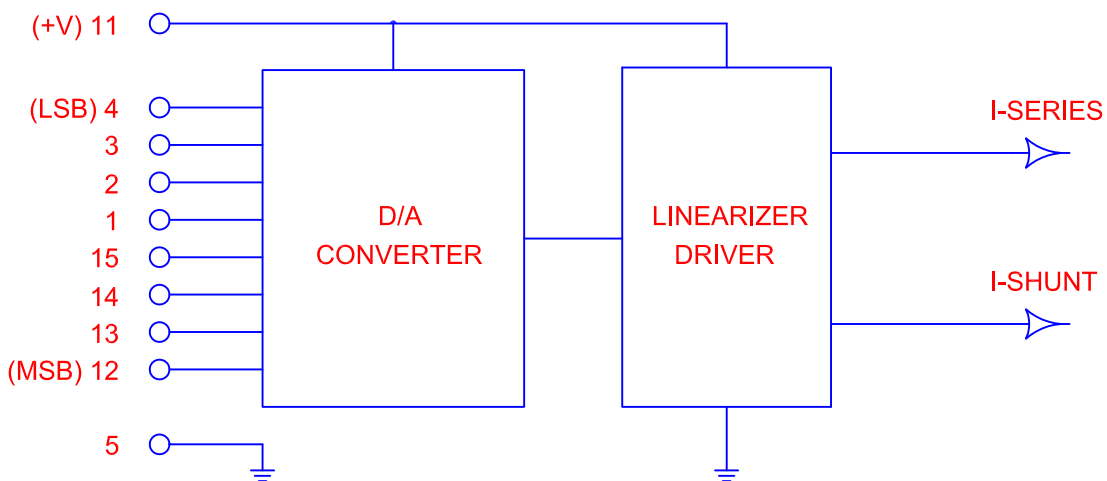 (+V) 11
(LSB) 4
3
2
1
15
14
13
(MSB) 12
5
D/A
CONVERTER
LINEARIZER
DRIVER
I-SERIES
I-SHUNT